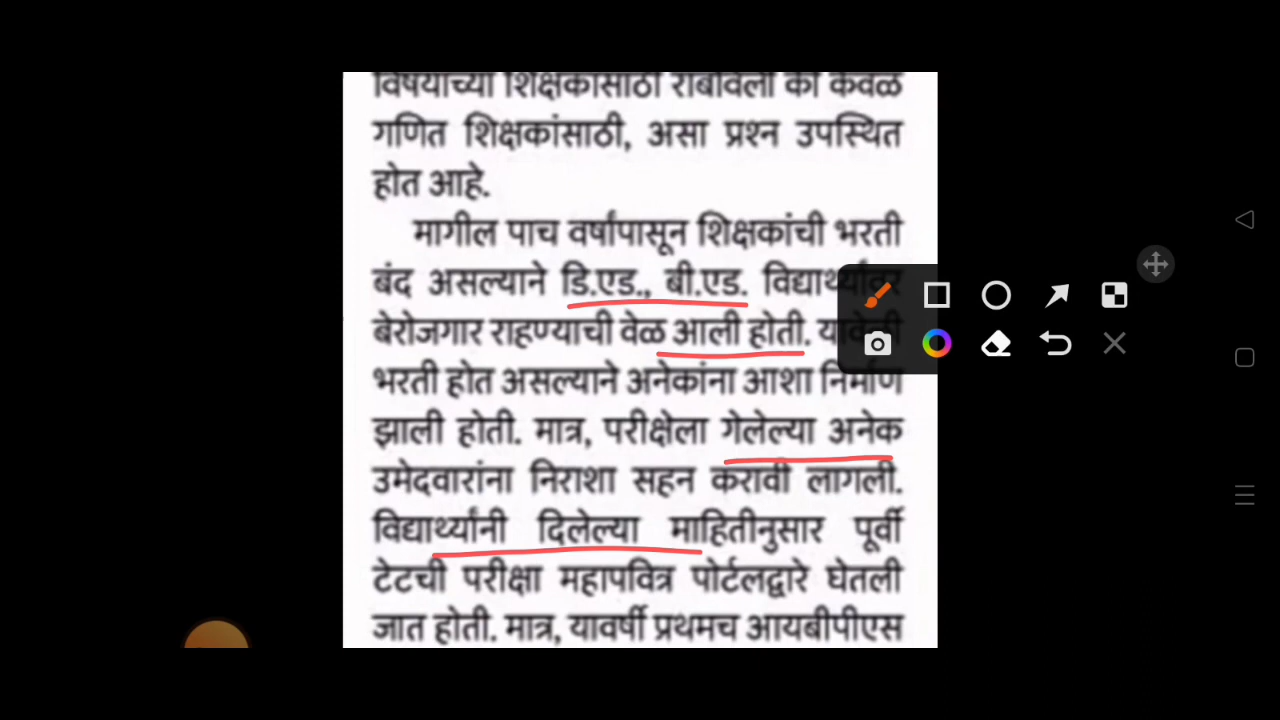 विषयाच्या शिक्षकांसाठी राबविली की केवळ
गणित शिक्षकांसाठी, असा प्रश्न उपस्थित
होत आहे.
मागील पाच वर्षांपासून शिक्षकांची भरती
बंद असल्याने डि.एड., बी.एड. विद्यार्थ्यांवर
बेरोजगार राहण्याची वेळ आली होती. यावेळी
भरती होत असल्याने अनेकांना आशा निर्माण
झाली होती. मात्र, परीक्षेला गेलेल्या अनेक
उमेदवारांना निराशा सहन करावी लागली.
विद्यार्थ्यांनी दिलेल्या माहितीनुसार पूर्वी
टेटची परीक्षा महापवित्र पोर्टलद्वारे घेतली
जात होती. मात्र, यावर्षी प्रथमच आयबीपीएस